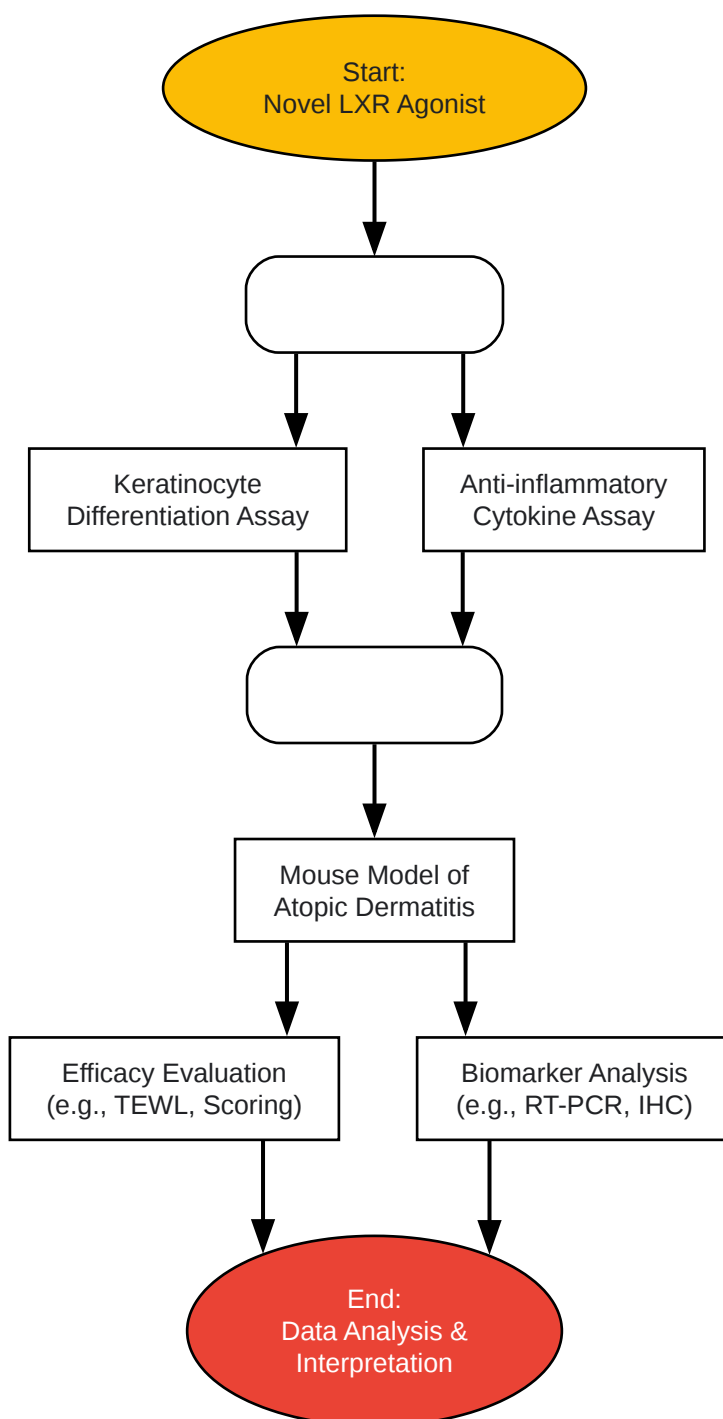 Start:
Novel LXR Agonist
Keratinocyte
Differentiation Assay
Anti-inflammatory
Cytokine Assay
Mouse Model of
Atopic Dermatitis
Efficacy Evaluation
(e.g., TEWL, Scoring)
Biomarker Analysis
(e.g., RT-PCR, IHC)
End:
Data Analysis &
Interpretation